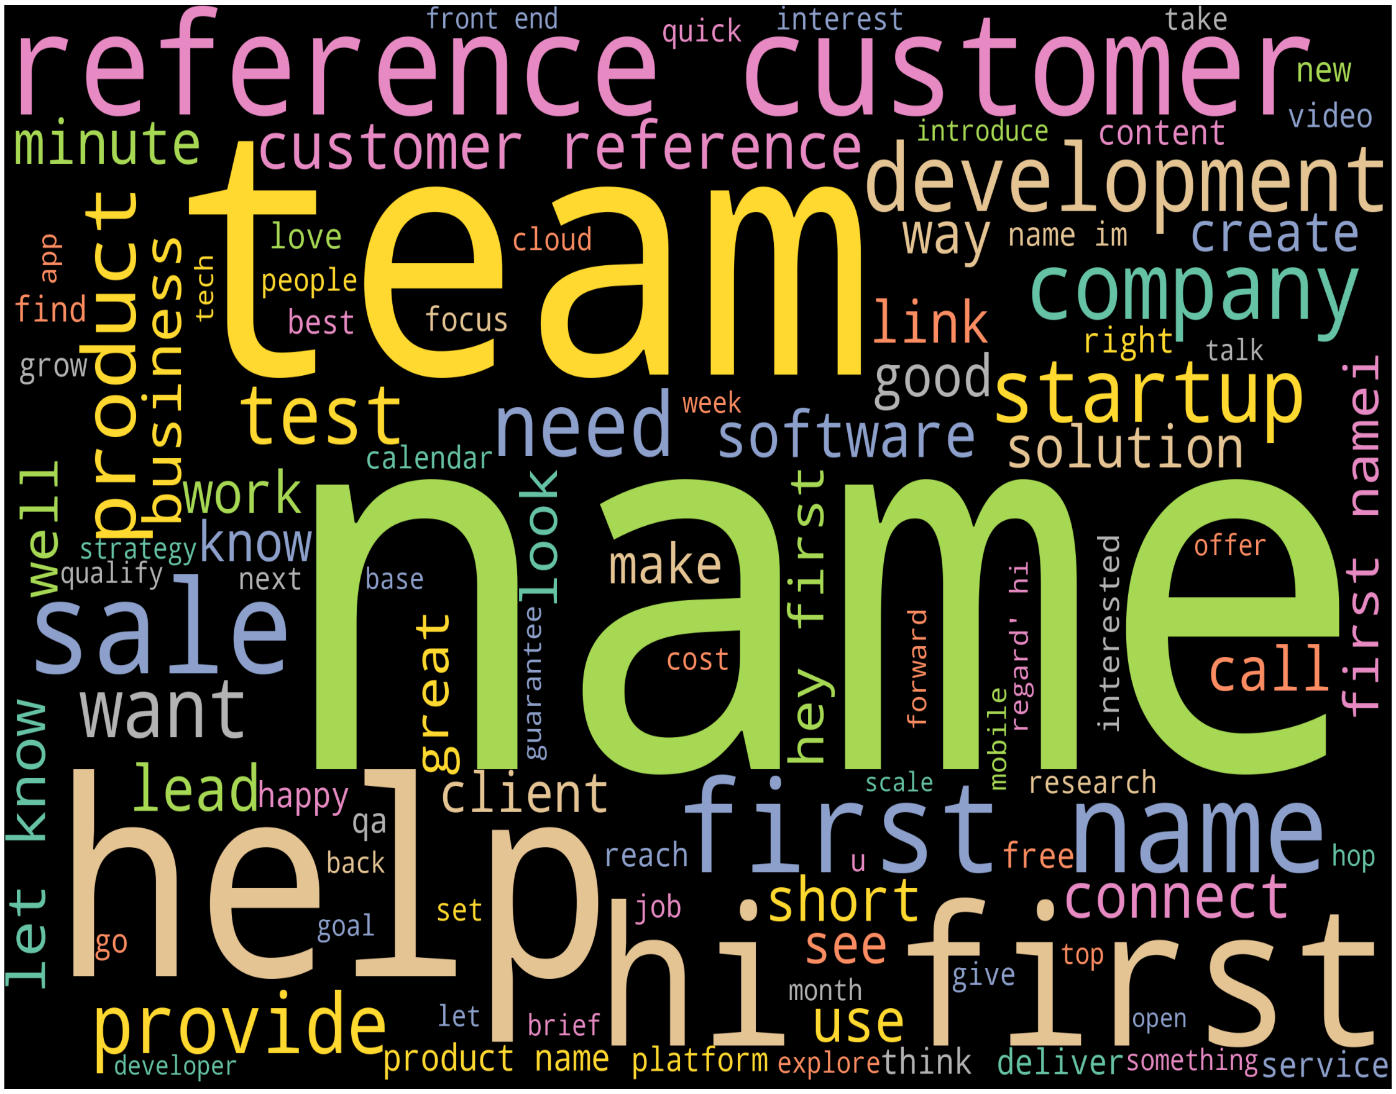 front end
quick
interest
take
reference customer
new
video
minute
customer reference
introduce
content
team
development
product
business
app
tech
love
cloud
way
name im
create
people
find
best
focus
company
link
right
talk
grow
good
startup
first namei
test
need
week
software
solution
calendar
well
work
look
hey first
name
strategy
know
make
interested
offer
qualify
next
base
sale
great
guarantee
cost
forward
regard' hi
mobile
call
want
let know
lead
happy
client
scale
research
help
qa
first name
back
reach
u
free
hop
set
job
short
connect
goal
go
see
hi first
top
give
month
provide
let
brief
use
open
developer
product name
platform
explore
think
deliver
something
service